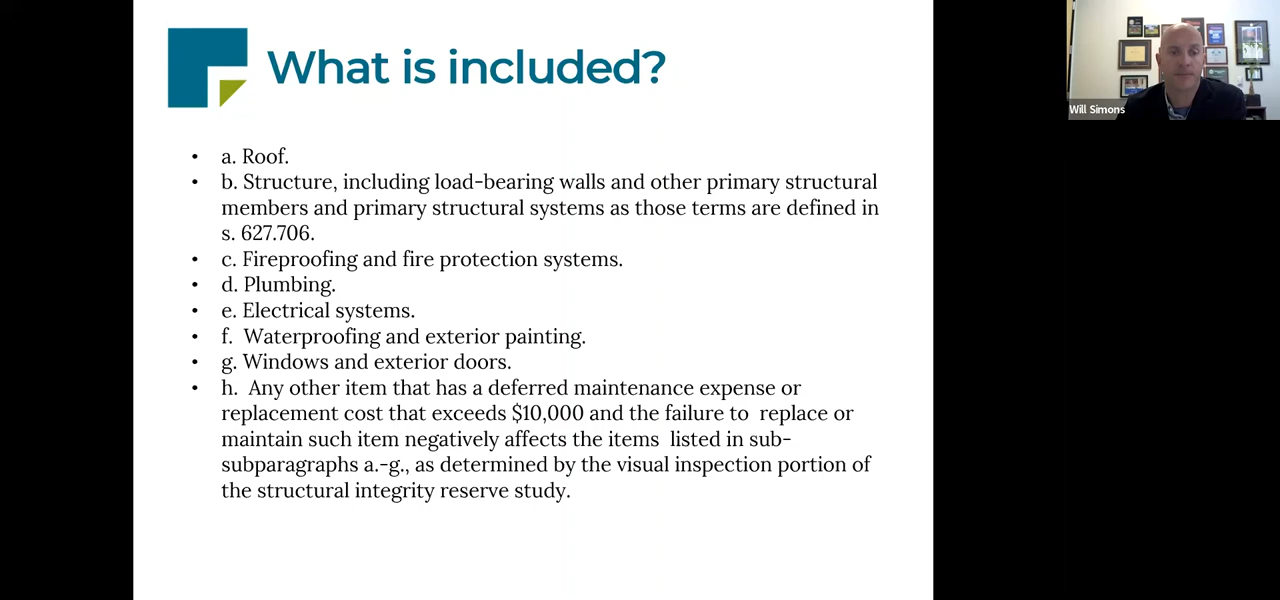 What is included?
Will Simons
• a. Roof.
• b. Structure, including load-bearing walls and other primary structural
members and primary structural systems as those terms are defined in
s. 627.706.
• c. Fireproofing and fire protection systems.
• d. Plumbing.
• e. Electrical systems.
• f.  Waterproofing and exterior painting.
• g. Windows and exterior doors.
• h.  Any other item that has a deferred maintenance expense or
replacement cost that exceeds $10,000 and the failure to  replace or
maintain such item negatively affects the items  listed in sub-
subparagraphs a.-g., as determined by the visual inspection portion of
the structural integrity reserve study.